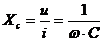 X_c = u/i = 1/(ω · C)